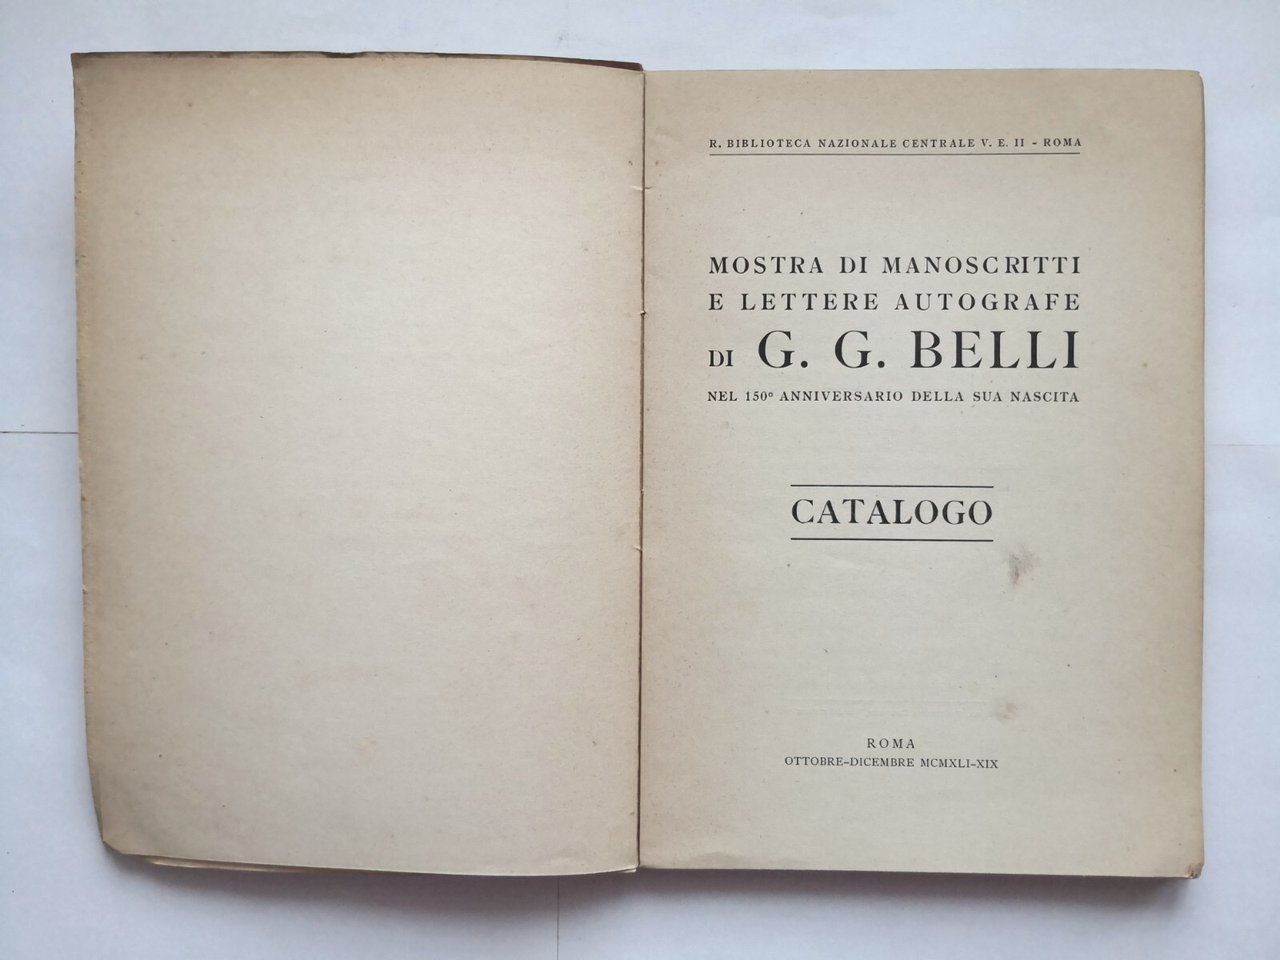 R. BIBLIOTECA NAZIONALE CENTRALE V. E. II - ROMA
MOSTRA DI MANOSCRITTI
E LETTERE AUTOGRAFE
DI G. G. BELLI
NEL 150º ANNIVERSARIO DELLA SUA NASCITA
CATALOGO
ROMA
OTTOBRE-DICEMBRE MCMXLI-XIX